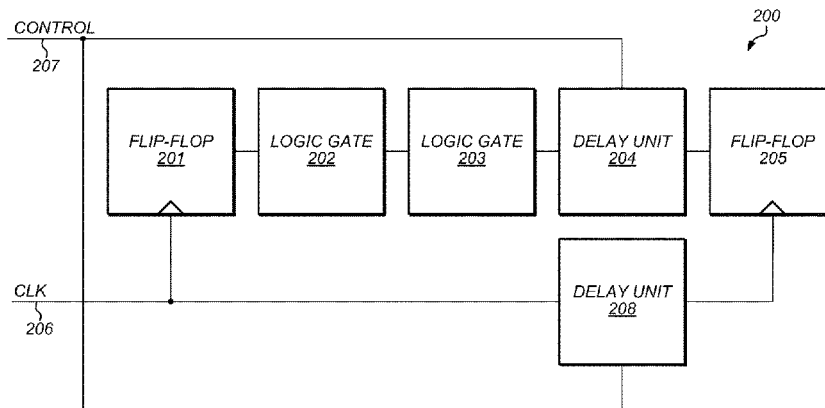 CONTROL
207
200
FLIP-FLOP
201
LOGIC GATE
202
LOGIC GATE
203
DELAY UNIT
204
FLIP-FLOP
205
CLK
206
DELAY UNIT
208